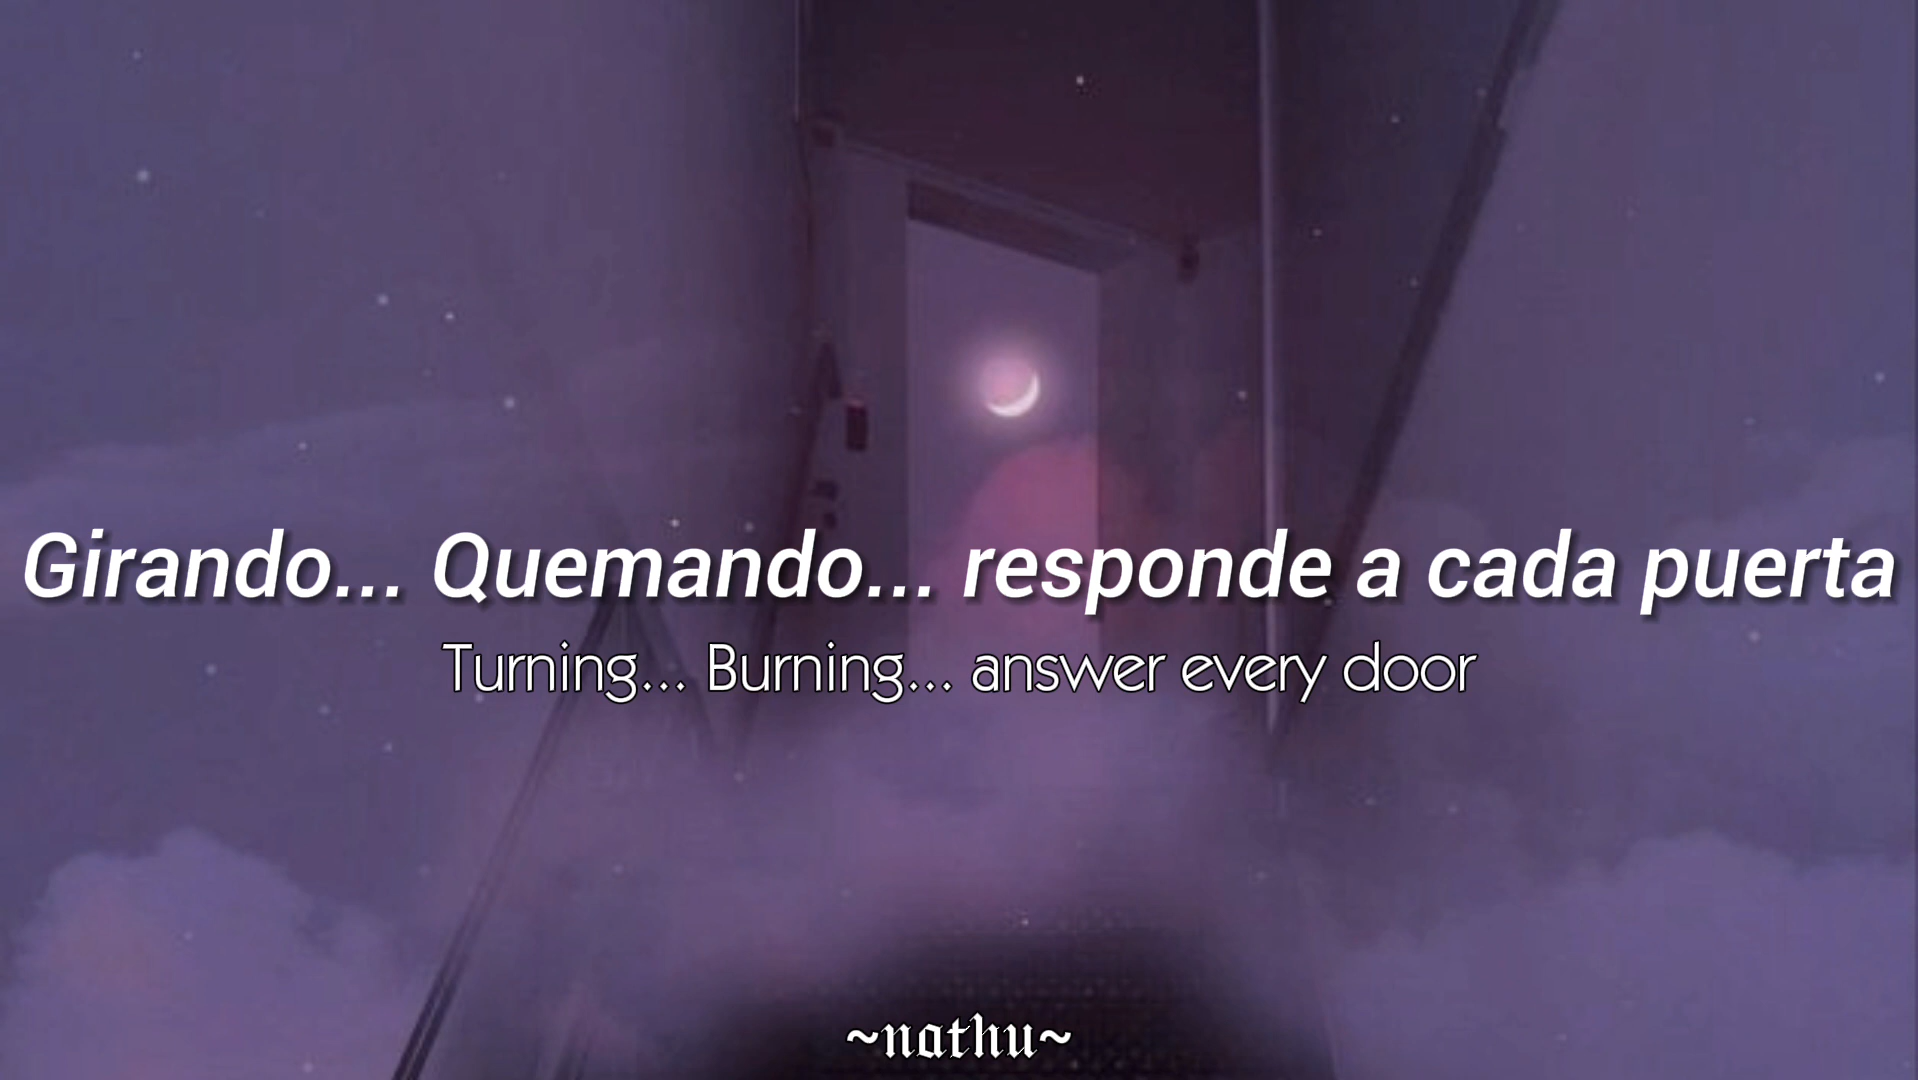 Girando... Quemando... responde a cada puerta
Turning... Burning... answer every door
~nathu~